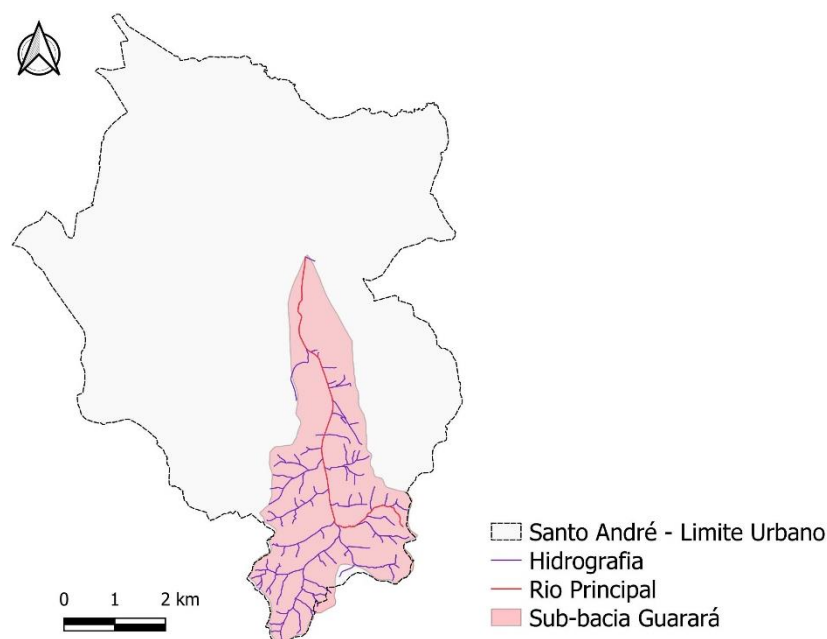 Santo André - Limite Urbano
Hidrografia
Rio Principal
Sub-bacia Guarará
0 1 2 km